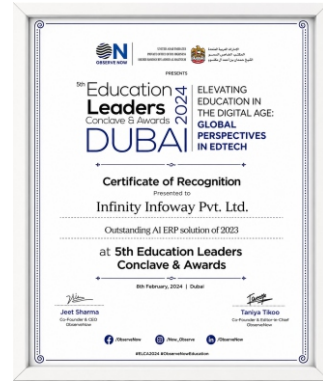 ON
OBSERVE NOW
PRESENTS
5th Education
Leaders
Conclave & Awards
DUBAI
2024
ELEVATING
EDUCATION IN
THE DIGITAL AGE:
GLOBAL
PERSPECTIVES
IN EDTECH
Certificate of Recognition
Presented to
Infinity Infoway Pvt. Ltd.
Outstanding AI ERP solution of 2023
at 5th Education Leaders
Conclave & Awards
8th February, 2024 | Dubai
Jeet Sharma
Co-Founder & CEO
ObserveNow
Taniya Tikoo
Co-Founder & Editor-in-Chief
ObserveNow
/ObserveNow
/Now_Observe
/ObserveNow
/ObserveNow
#ELCA2024 #ObserveNowEducation